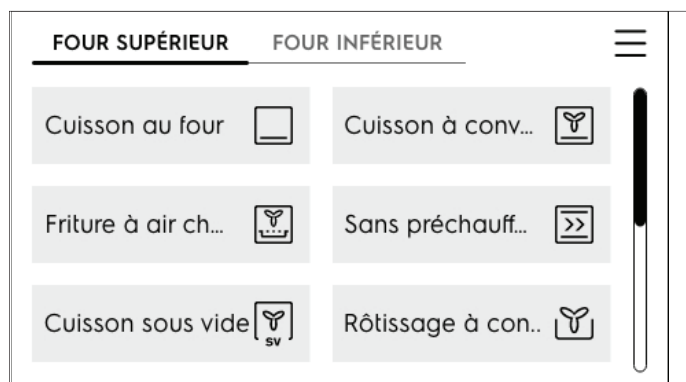 FOUR SUPÉRIEUR FOUR INFÉRIEUR
Cuisson au four Cuisson à conv...
Friture à air ch... Sans préchauff...
Cuisson sous vide SV Rôtissage à con..